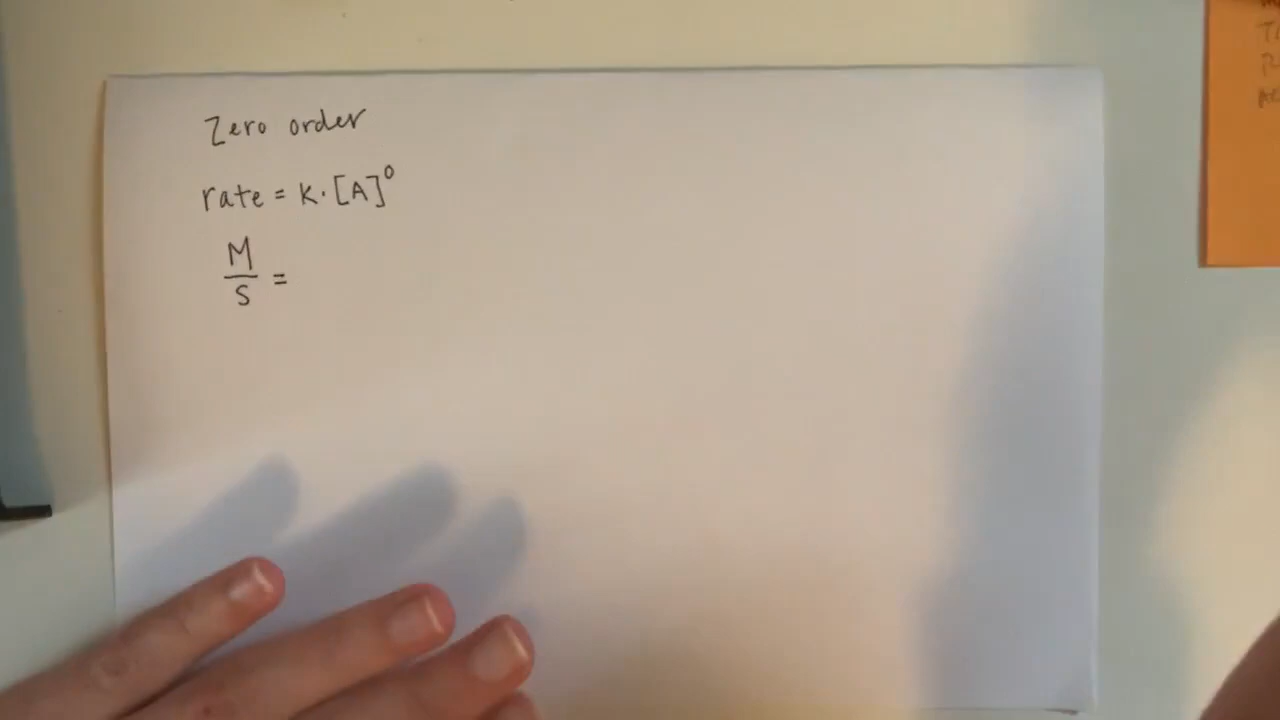 Zero order
rate = k·[A]⁰
M
—
S =